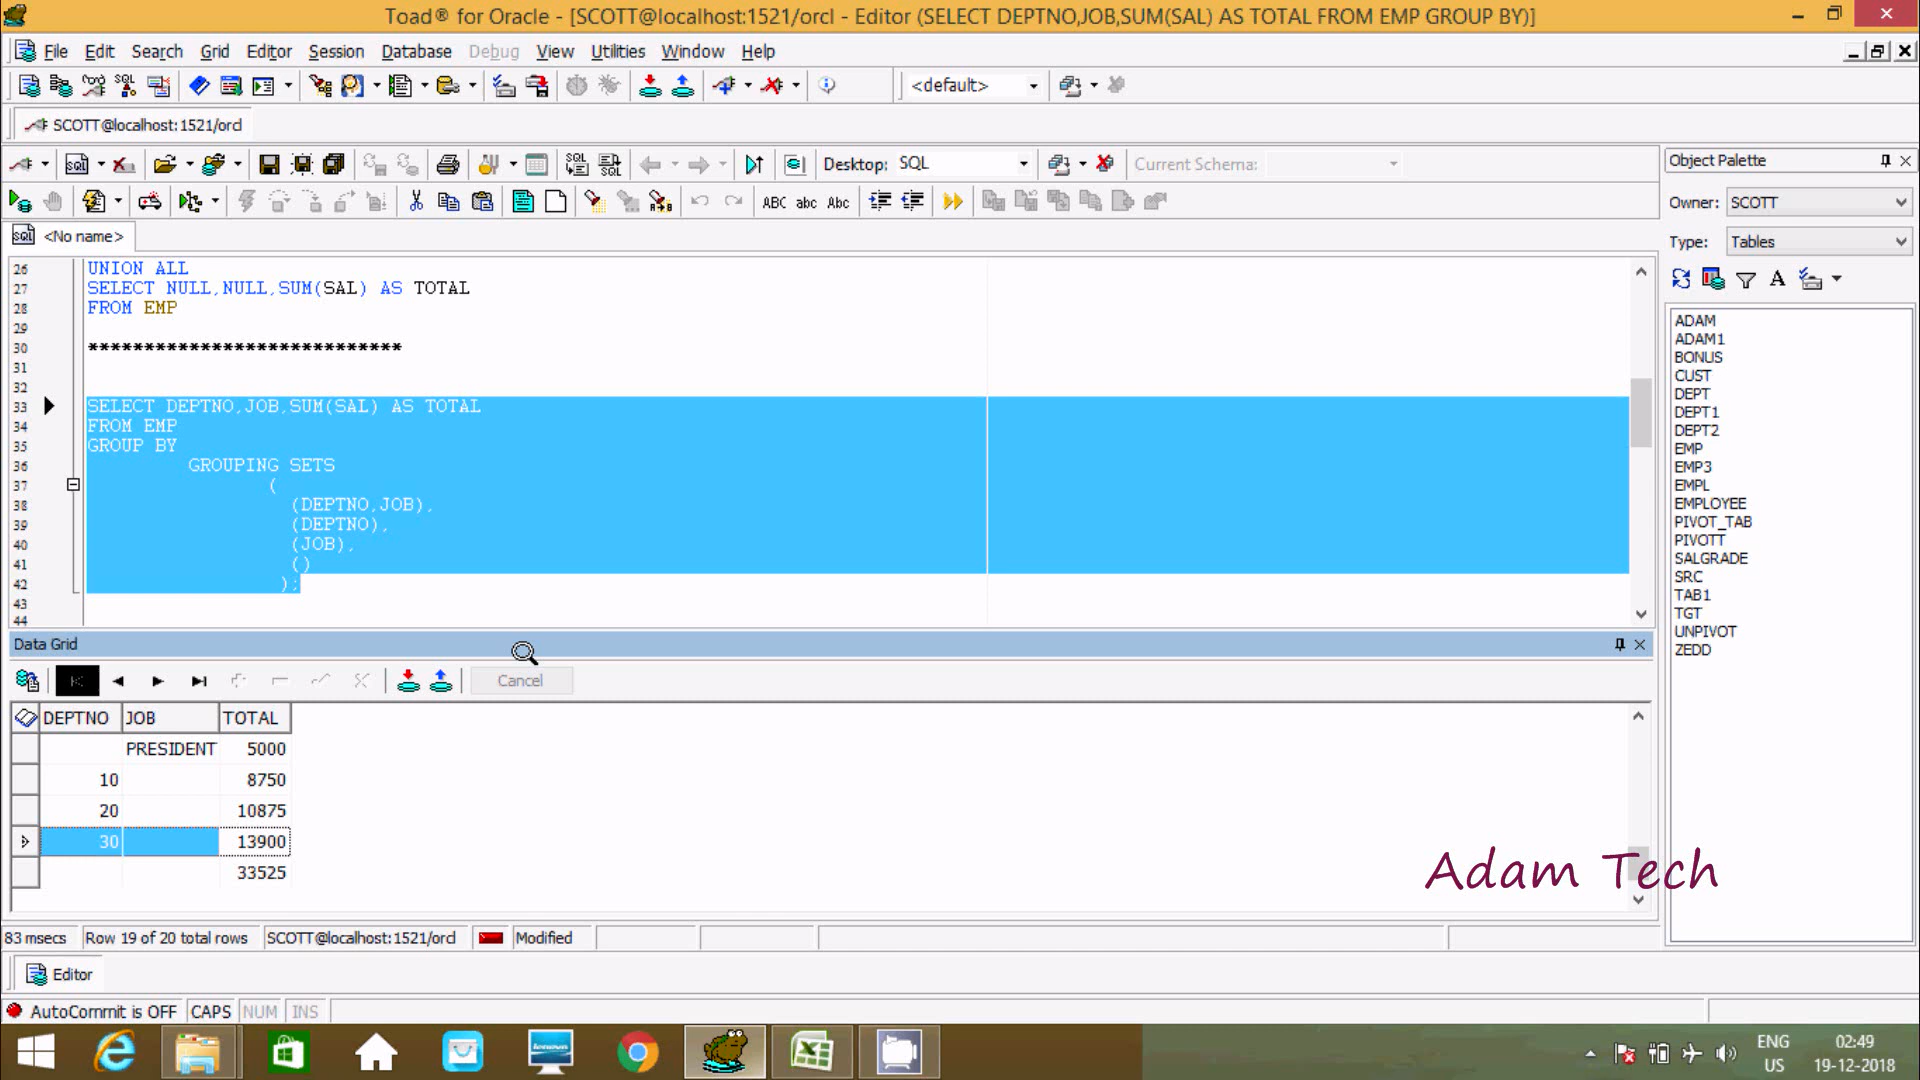 Toad® for Oracle - [SCOTT@localhost:1521/orcl - Editor (SELECT DEPTNO,JOB,SUM(SAL) AS TOTAL FROM EMP GROUP BY)]
File Edit Search Grid Editor Session Database Debug View Utilities Window Help
<default>
SCOTT@localhost:1521/orcl
Desktop: SQL Current Schema:
ABC abc Abc
<No name>
26 UNION ALL
27 SELECT NULL,NULL,SUM(SAL) AS TOTAL
28 FROM EMP
29
30 ****************************
31
32
33 SELECT DEPTNO,JOB,SUM(SAL) AS TOTAL
34 FROM EMP
35 GROUP BY
36 GROUPING SETS
37 (
38 (DEPTNO,JOB),
39 (DEPTNO),
40 (JOB),
41 ()
42 );
43
44
Data Grid
Cancel
DEPTNO JOB TOTAL
PRESIDENT 5000
10 8750
20 10875
30 13900
33525
Adam Tech
83 msecs Row 19 of 20 total rows SCOTT@localhost:1521/orcl Modified
Editor
AutoCommit is OFF CAPS NUM INS
Object Palette
Owner: SCOTT
Type: Tables
ADAM
ADAM1
BONUS
CUST
DEPT
DEPT1
DEPT2
EMP
EMP3
EMPL
EMPLOYEE
PIVOT_TAB
PIVOTT
SALGRADE
SRC
TAB1
TGT
UNPIVOT
ZEDD
ENG
US
02:49
19-12-2018